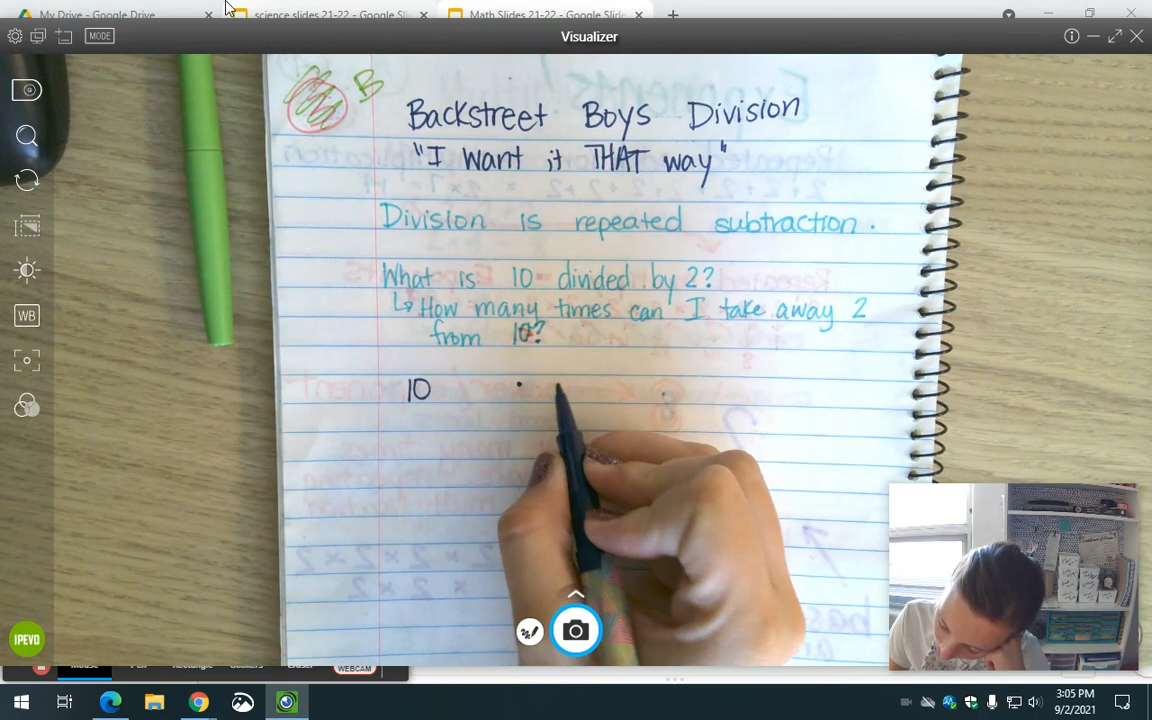 My Drive - Google Drive
science slides 21-22 - Google Sli
Math Slides 21-22 - Google Slide
MODE
Visualizer
B
Backstreet Boys Division
"I Want it THAT way"
Division is repeated subtraction.
What is 10 divided by 2?
↳ How many times can I take away 2
from 10?
10
WB
IPEVO
WEBCAM
3:05 PM
9/2/2021